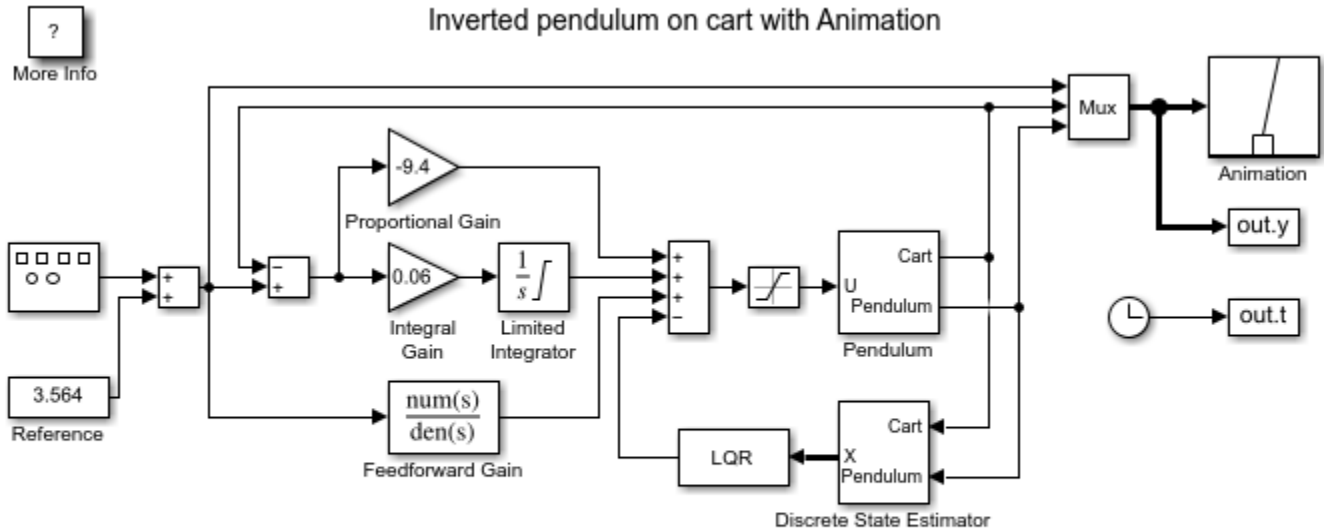 Inverted pendulum on cart with Animation
?
More Info
Mux
Animation
-9.4
Proportional Gain
out.y
+
+
−
+
0.06
Integral
Gain
1
s
Limited
Integrator
+
+
+
−
Cart
U
Pendulum
Pendulum
out.t
3.564
Reference
num(s)
den(s)
Feedforward Gain
LQR
Cart
X
Pendulum
Discrete State Estimator